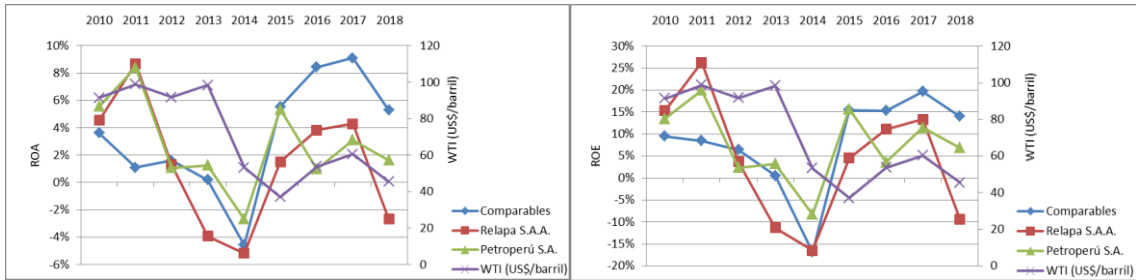 2010 2011 2012 2013 2014 2015 2016 2017 2018
10%
8%
6%
4%
2%
0%
-2%
-4%
-6%
ROA
120
100
80
60
40
20
0
WTI (US$/barril)
Comparables
Relapa S.A.A.
Petroperú S.A.
WTI (US$/barril)
2010 2011 2012 2013 2014 2015 2016 2017 2018
30%
25%
20%
15%
10%
5%
0%
-5%
-10%
-15%
-20%
ROE
120
100
80
60
40
20
0
WTI (US$/barril)
Comparables
Relapa S.A.A.
Petroperú S.A.
WTI (US$/barril)